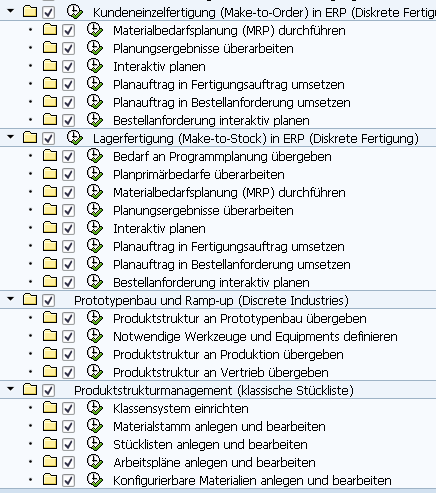 Kundeneinzelfertigung (Make-to-Order) in ERP (Diskrete Fertig
Materialbedarfsplanung (MRP) durchführen
Planungsergebnisse überarbeiten
Interaktiv planen
Planauftrag in Fertigungsauftrag umsetzen
Planauftrag in Bestellanforderung umsetzen
Bestellanforderung interaktiv planen
Lagerfertigung (Make-to-Stock) in ERP (Diskrete Fertigung)
Bedarf an Programmplanung übergeben
Planprimärbedarfe überarbeiten
Materialbedarfsplanung (MRP) durchführen
Planungsergebnisse überarbeiten
Interaktiv planen
Planauftrag in Fertigungsauftrag umsetzen
Planauftrag in Bestellanforderung umsetzen
Bestellanforderung interaktiv planen
Prototypenbau und Ramp-up (Discrete Industries)
Produktstruktur an Prototypenbau übergeben
Notwendige Werkzeuge und Equipments definieren
Produktstruktur an Produktion übergeben
Produktstruktur an Vertrieb übergeben
Produktstrukturmanagement (klassische Stückliste)
Klassensystem einrichten
Materialstamm anlegen und bearbeiten
Stücklisten anlegen und bearbeiten
Arbeitspläne anlegen und bearbeiten
Konfigurierbare Materialien anlegen und bearbeiten